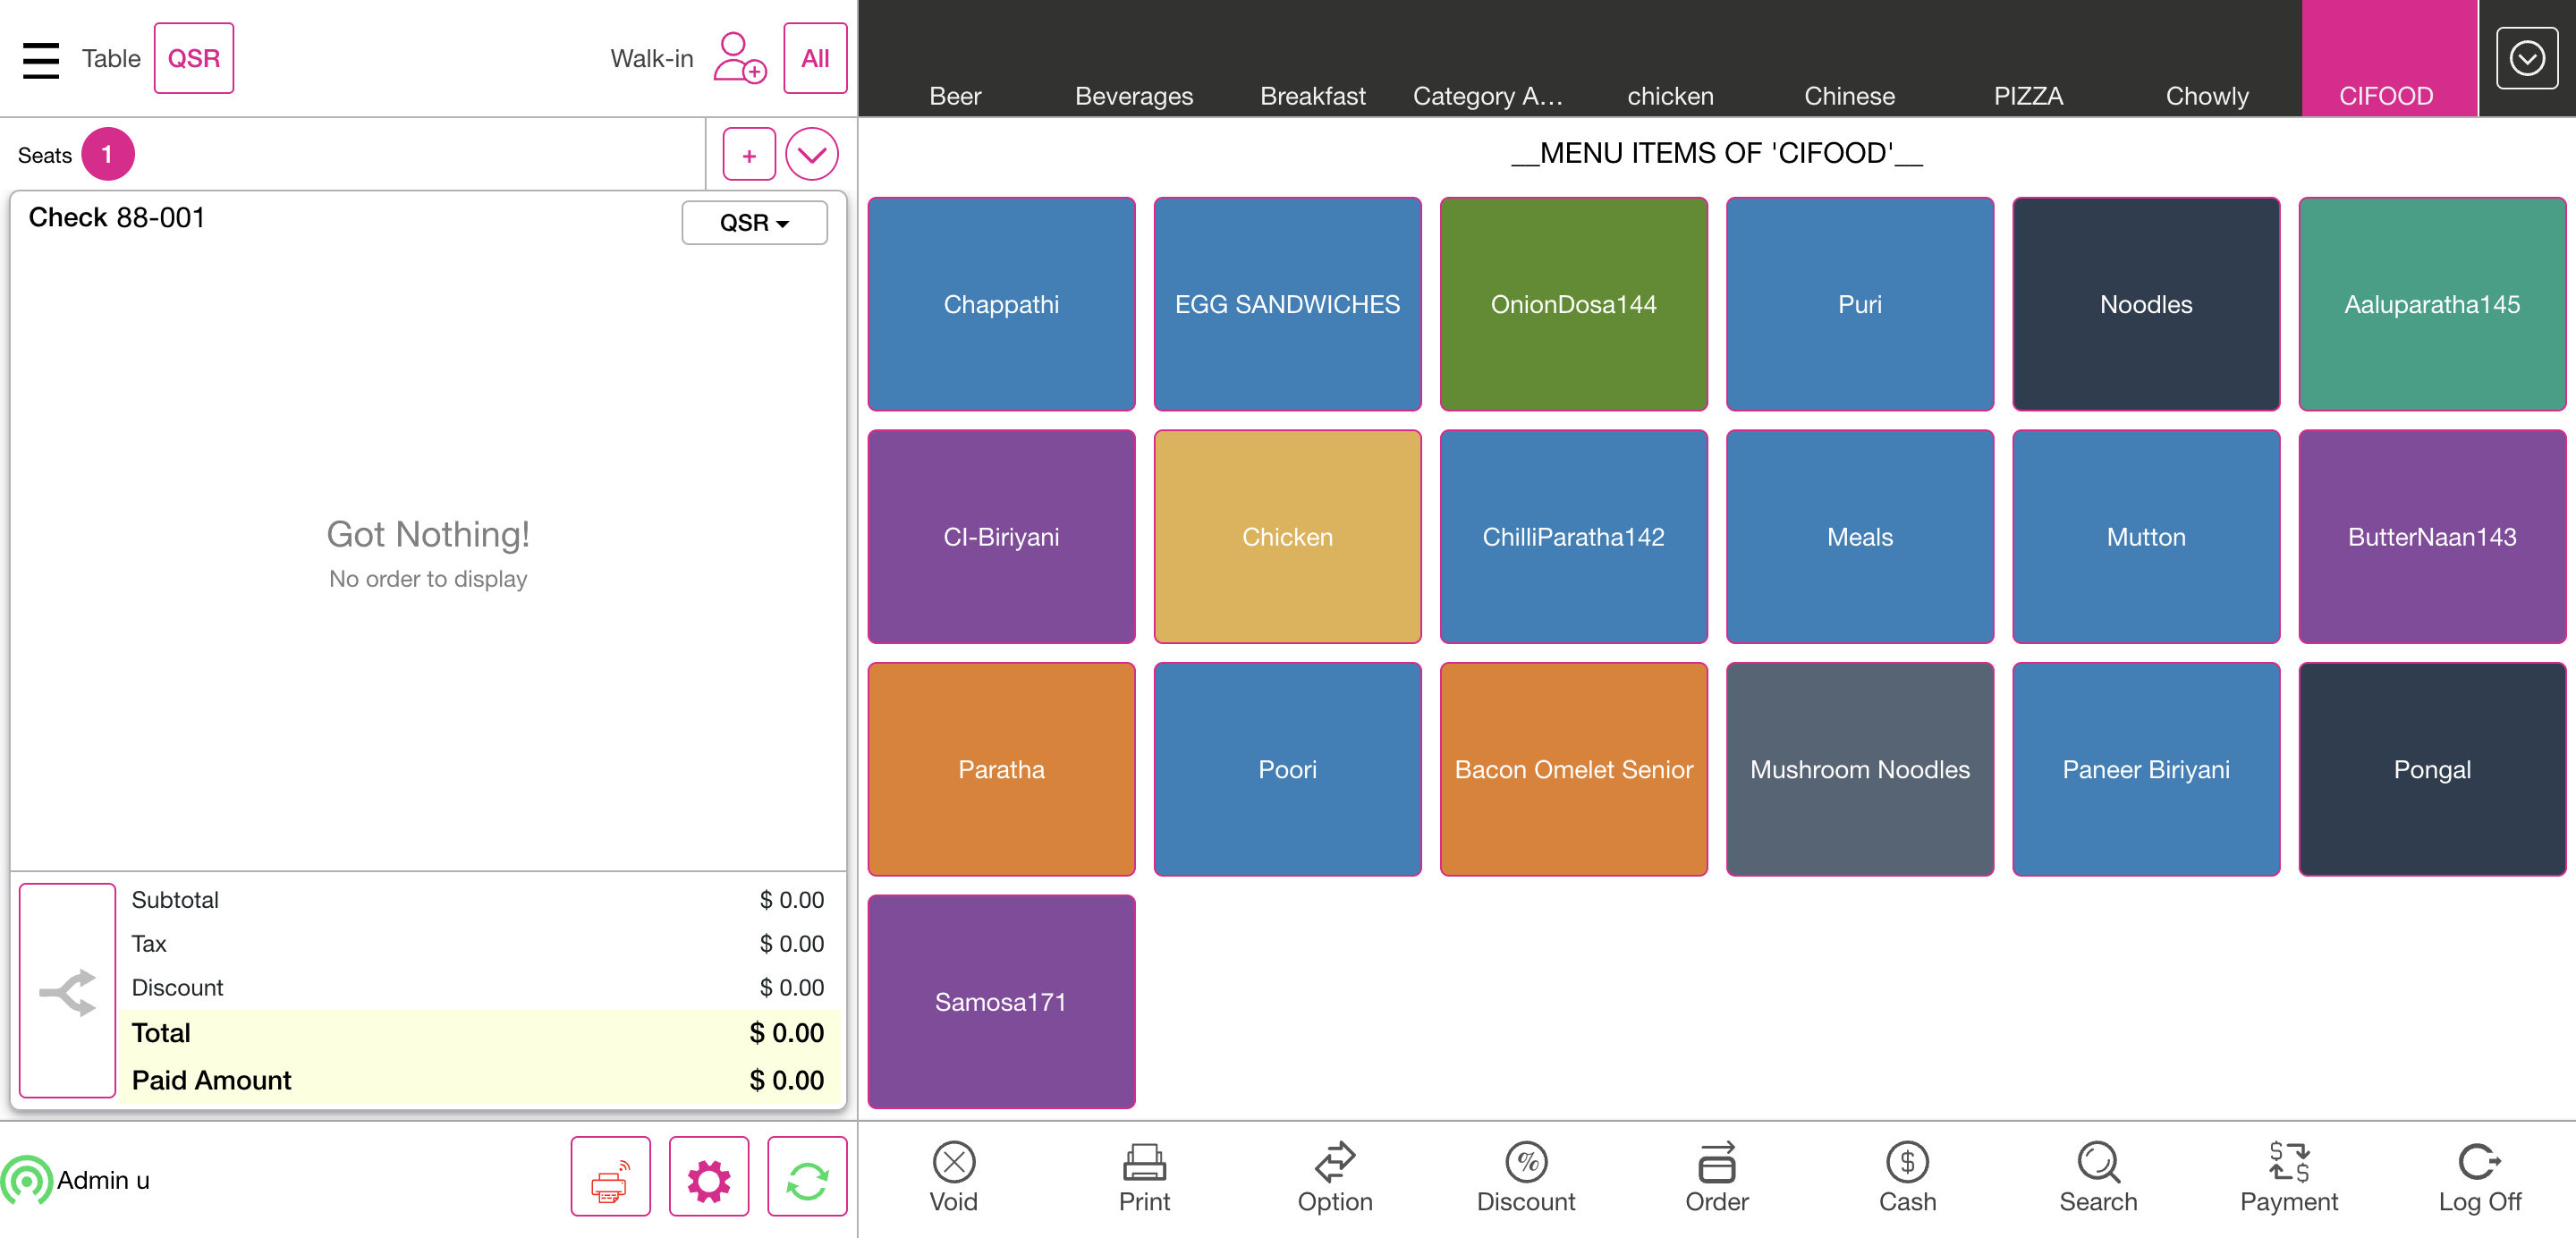 Table QSR Walk-in All
Beer Beverages Breakfast Category A... chicken Chinese PIZZA Chowly CIFOOD
Seats 1 +
Check 88-001 QSR
Got Nothing!
No order to display
Subtotal $ 0.00
Tax $ 0.00
Discount $ 0.00
Total $ 0.00
Paid Amount $ 0.00
Admin u
__MENU ITEMS OF 'CIFOOD'__
Chappathi EGG SANDWICHES OnionDosa144 Puri Noodles Aaluparatha145
CI-Biriyani Chicken ChilliParatha142 Meals Mutton ButterNaan143
Paratha Poori Bacon Omelet Senior Mushroom Noodles Paneer Biriyani Pongal
Samosa171
Void Print Option Discount Order Cash Search Payment Log Off